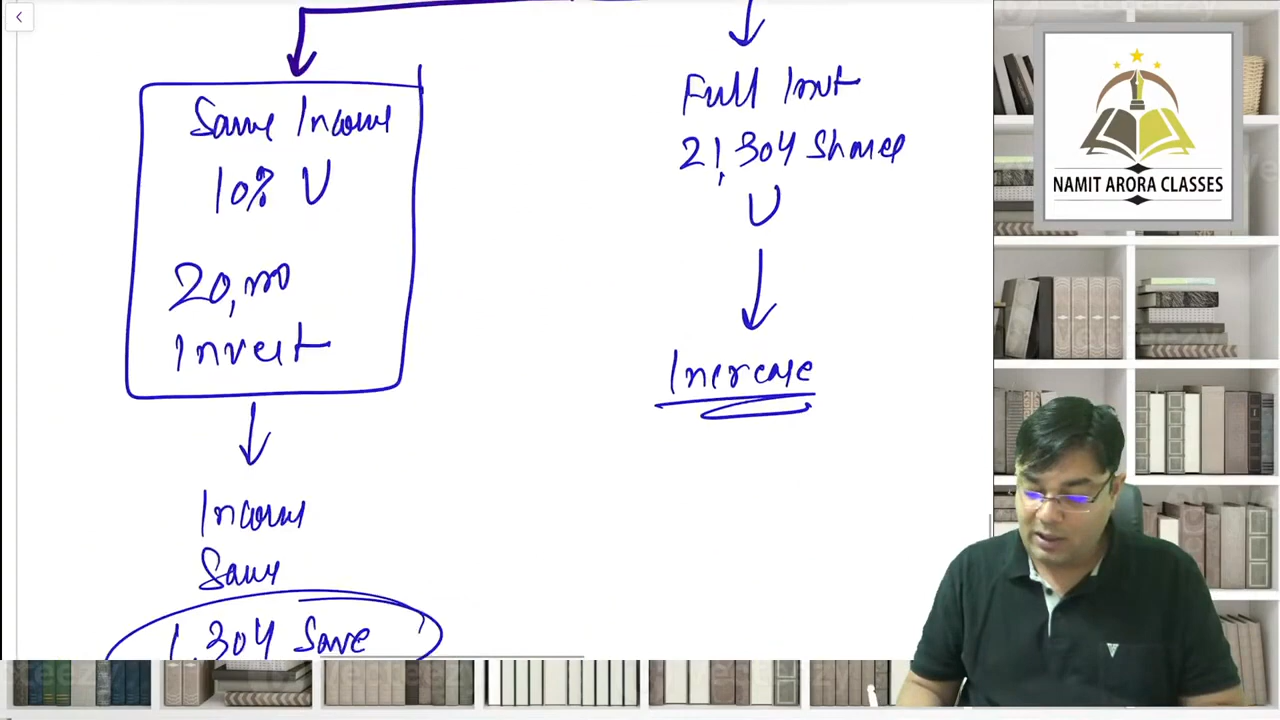 Same Income
10% U
20,000
Invest
Income
Same
1,304 Save
Full Invt
21,304 Shares
U
Increase
NAMIT ARORA CLASSES